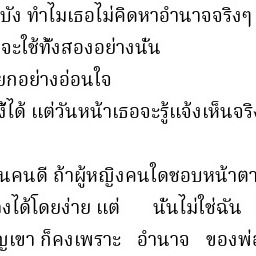 บัง ทำไมเธอไม่คิดหาอำนาจจริงๆ
จะใช้ทั้งสองอย่างนั้น
ยกอย่างอ่อนใจ
ได้ แต่วันหน้าเธอจะรู้แจ้งเห็นจริง
นคนดี ถ้าผู้หญิงคนใดชอบหน้าตา
งได้โดยง่าย แต่ นั่นไม่ใช่ฉัน
เขา ก็คงเพราะ อำนาจ ของพ่อ